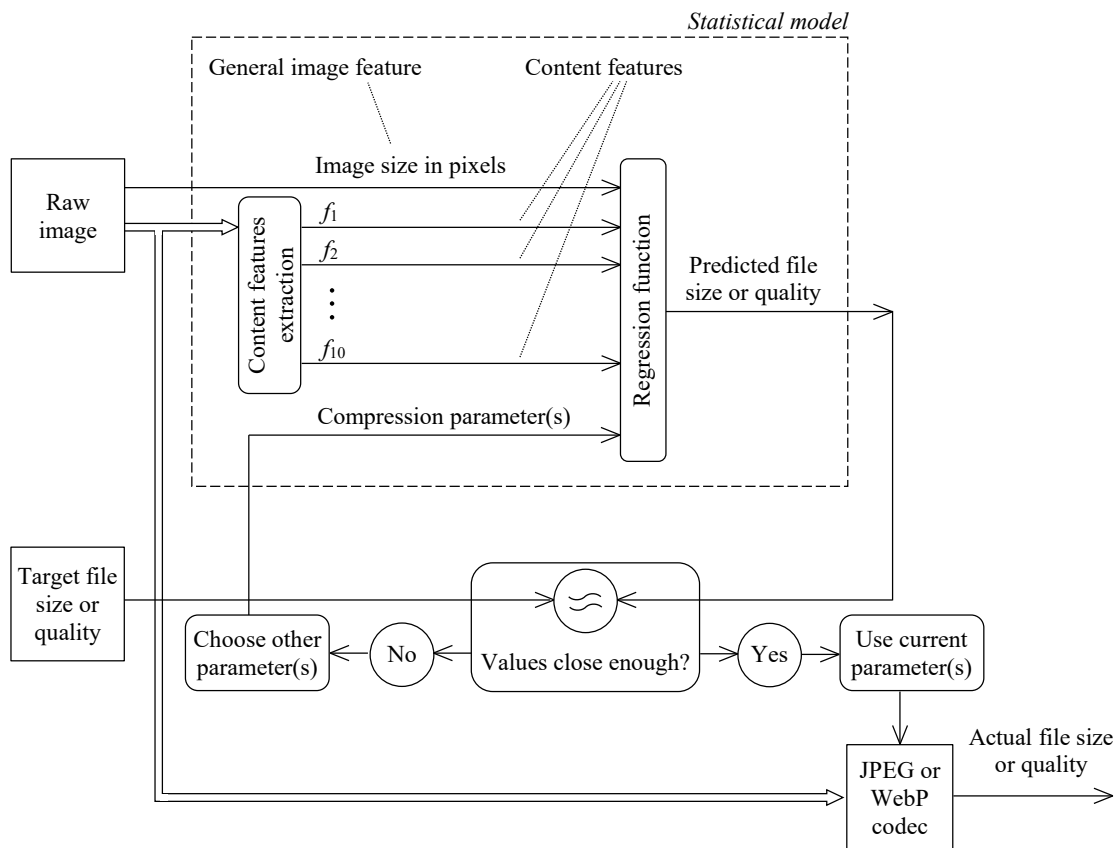 Statistical model
General image feature
Content features
Image size in pixels
Raw
image
Content features
extraction
f1
f2
f10
Regression function
Predicted file
size or quality
Compression parameter(s)
Target file
size or
quality
Choose other
parameter(s)
No
Values close enough?
Yes
Use current
parameter(s)
JPEG or
WebP
codec
Actual file size
or quality